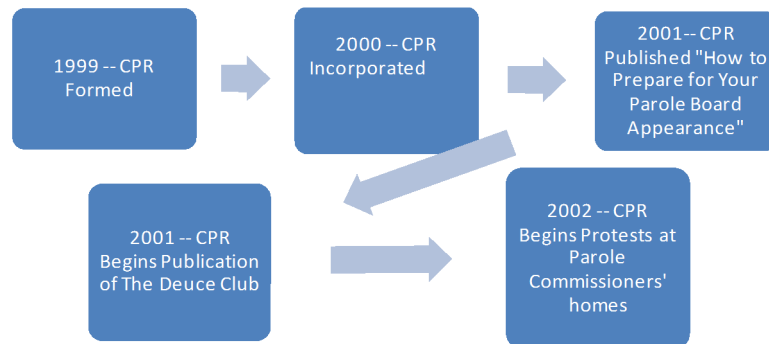 1999 -- CPR
Formed
2000 -- CPR
Incorporated
2001-- CPR
Published "How to
Prepare for Your
Parole Board
Appearance"
2001 -- CPR
Begins Publication
of The Deuce Club
2002 -- CPR
Begins Protests at
Parole
Commissioners'
homes